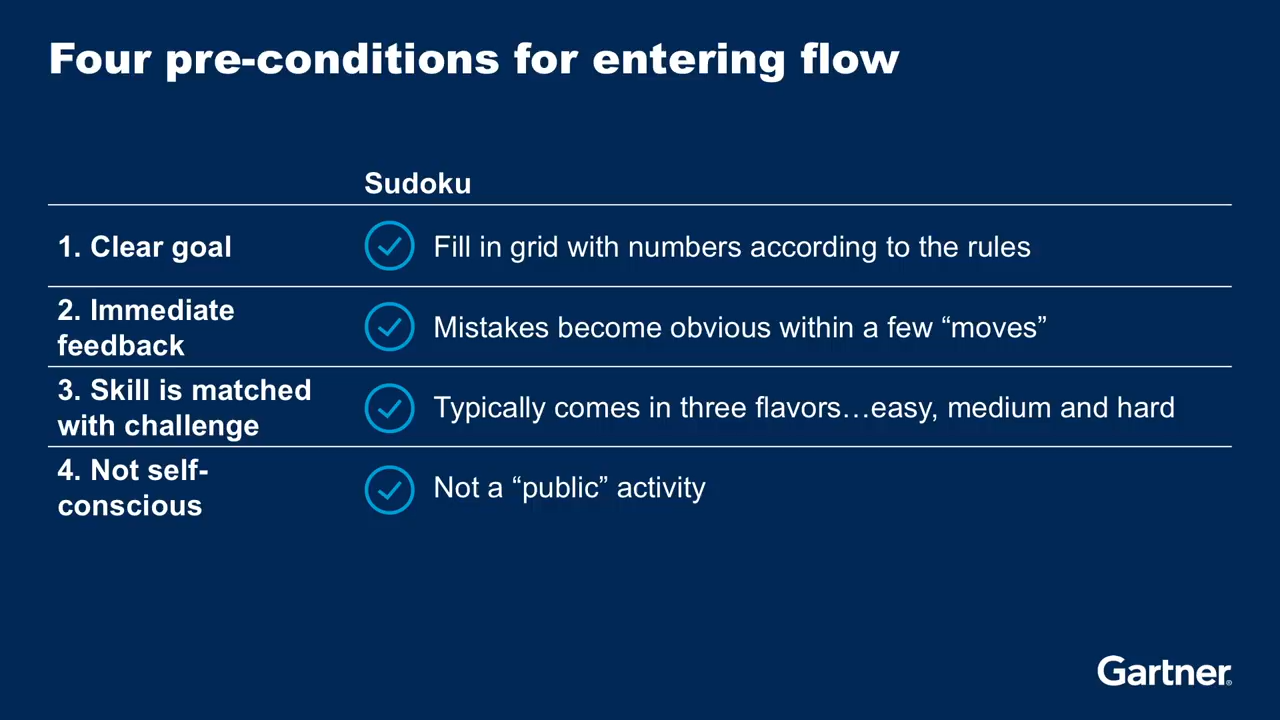 Four pre-conditions for entering flow
Sudoku
1. Clear goal
Fill in grid with numbers according to the rules
2. Immediate
feedback
Mistakes become obvious within a few “moves”
3. Skill is matched
with challenge
Typically comes in three flavors…easy, medium and hard
4. Not self-
conscious
Not a “public” activity
Gartner®